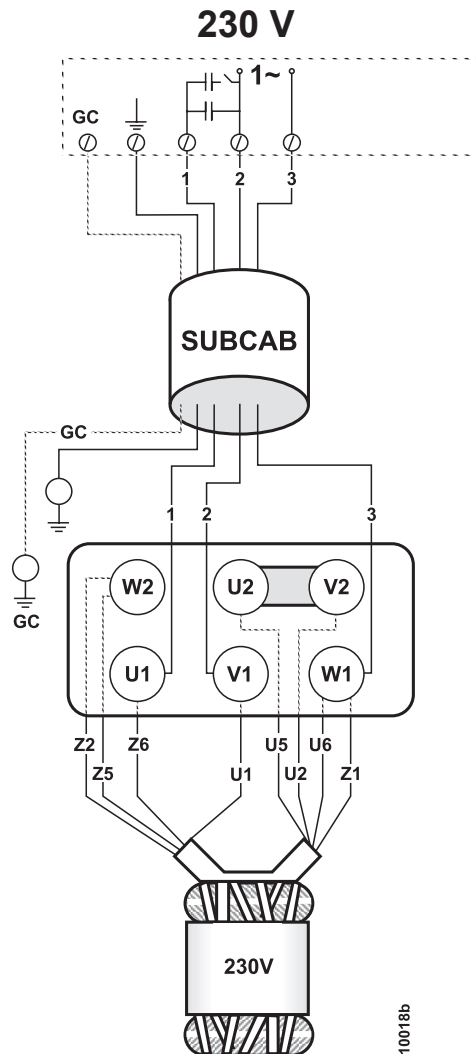 230 V
1~
GC
1 2 3
SUBCAB
GC
1 2 3
GC
W2 U2 V2
U1 V1 W1
Z2 Z6 U5 U6
Z5 U1 U2 Z1
230V
10018b